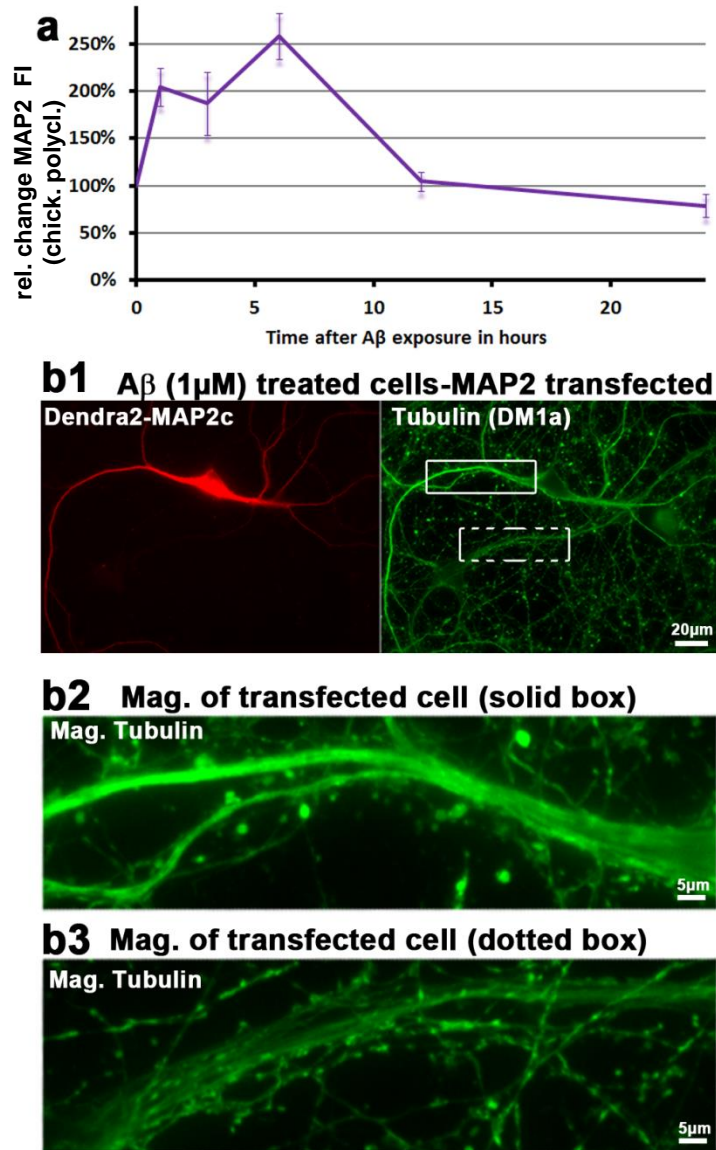 a
rel. change MAP2 FI
(chick. polycl.)
250%
200%
150%
100%
50%
0%
0 5 10 15 20
Time after Aβ exposure in hours
b1 Aβ (1µM) treated cells-MAP2 transfected
Dendra2-MAP2c
Tubulin (DM1a)
20µm
b2 Mag. of transfected cell (solid box)
Mag. Tubulin
5µm
b3 Mag. of transfected cell (dotted box)
Mag. Tubulin
5µm